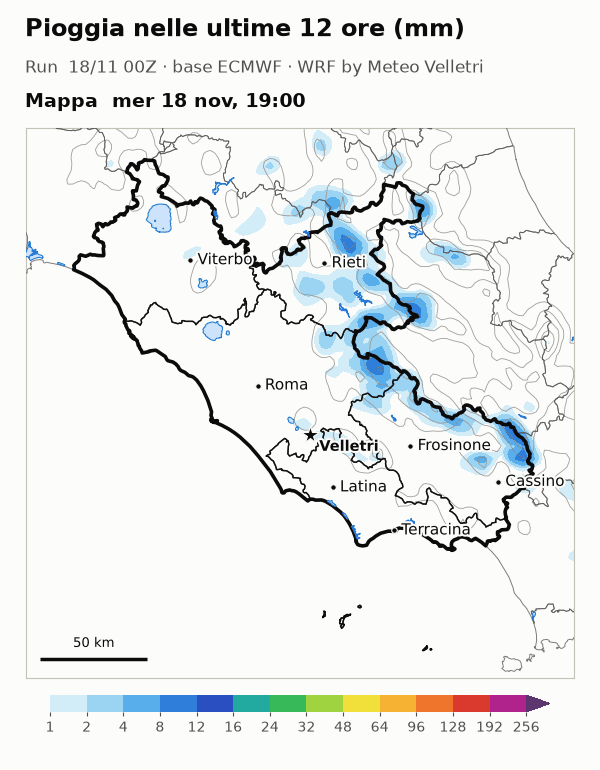 Pioggia nelle ultime 12 ore (mm)
Run  18/11 00Z · base ECMWF · WRF by Meteo Velletri
Mappa  mer 18 nov, 19:00
Viterbo
Rieti
Roma
Velletri
Frosinone
Latina
Cassino
Terracina
50 km
1 2 4 8 12 16 24 32 48 64 96 128 192 256